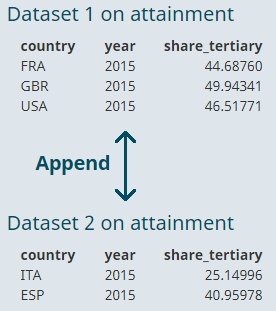 Dataset 1 on attainment
country year share_tertiary
FRA 2015 44.68760
GBR 2015 49.94341
USA 2015 46.51771
Append
Dataset 2 on attainment
country year share_tertiary
ITA 2015 25.14996
ESP 2015 40.95978